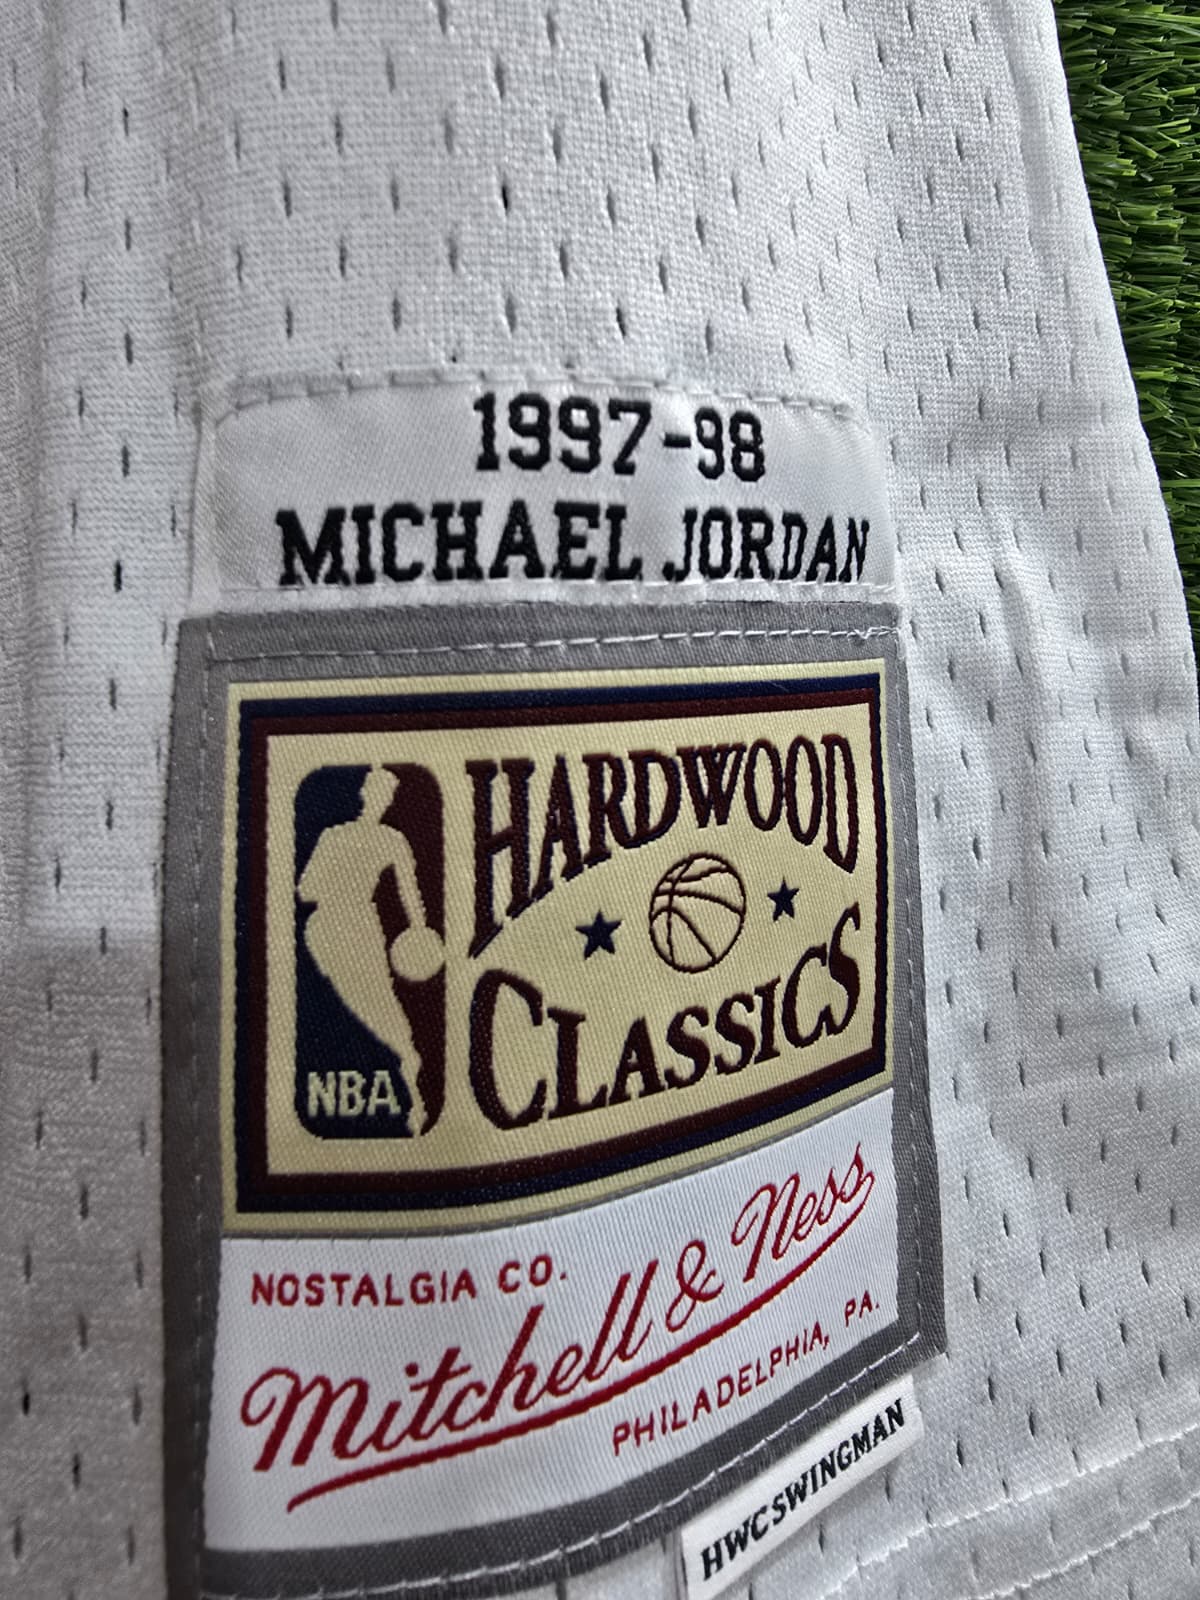 1997-98
MICHAEL JORDAN
HARDWOOD
CLASSICS
NBA
NOSTALGIA CO.
Mitchell & Ness
PHILADELPHIA, PA.
HWCSWINGMAN